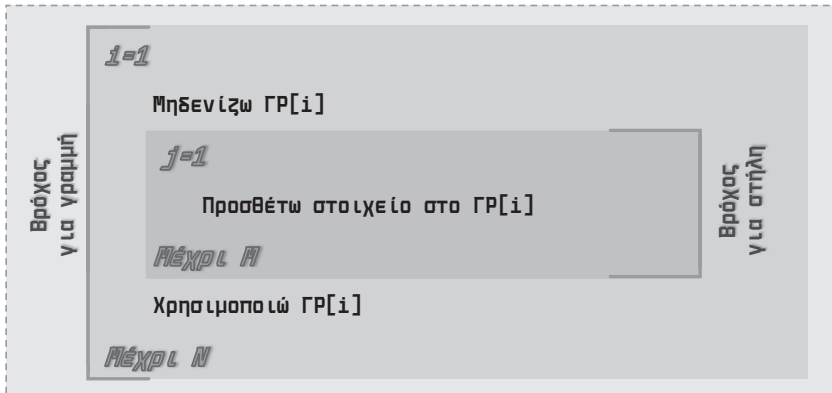 i=1
Μηδενίζω ΓΡ[i]
j=1
Προσθέτω στοιχείο στο ΓΡ[i]
Μέχρι Μ
Χρησιμοποιώ ΓΡ[i]
Μέχρι Ν
Βρόχος
για γραμμή
Βρόχος
για στήλη